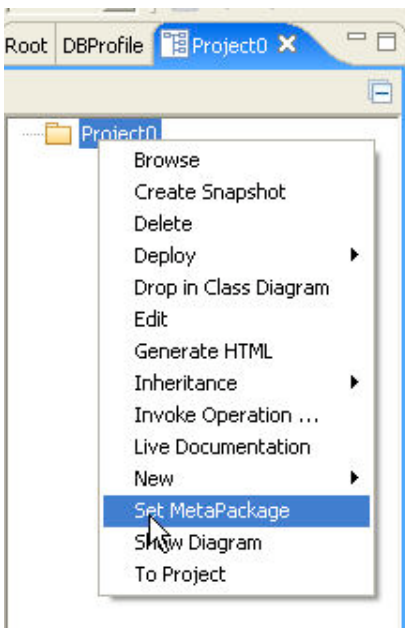 Root DBProfile Project0
Project0
Browse
Create Snapshot
Delete
Deploy
Drop in Class Diagram
Edit
Generate HTML
Inheritance
Invoke Operation ...
Live Documentation
New
Set MetaPackage
Show Diagram
To Project